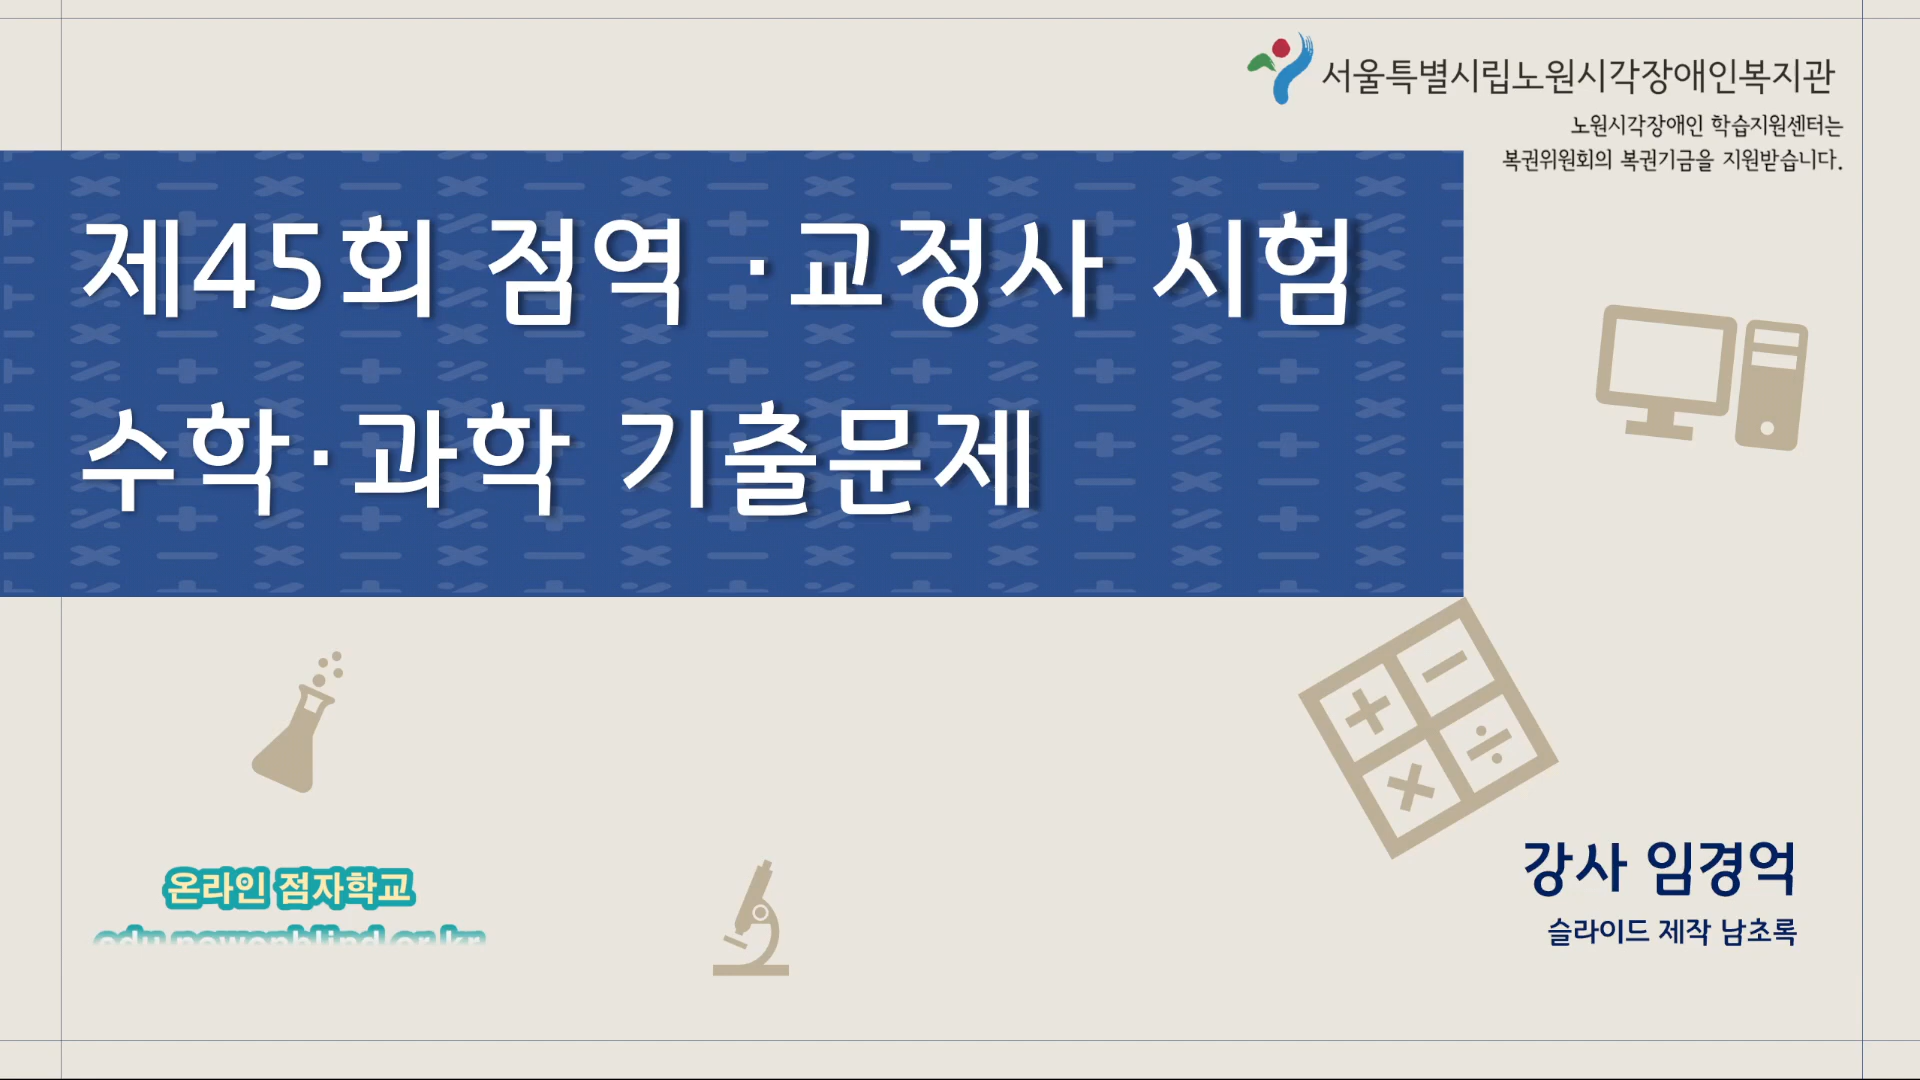 서울특별시립노원시각장애인복지관
노원시각장애인 학습지원센터는
복권위원회의 복권기금을 지원받습니다.
제45회 점역 ·교정사 시험
수학·과학 기출문제
온라인 점자학교
강사 임경억
슬라이드 제작 남초록